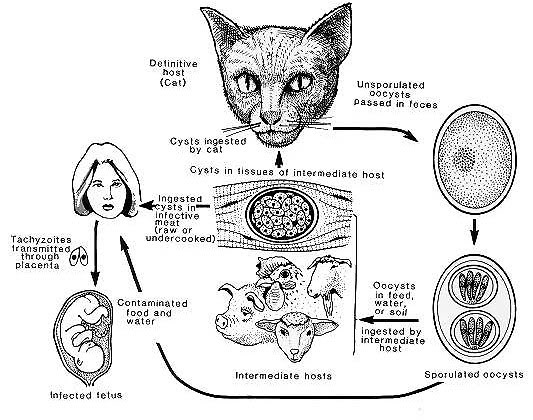 Definitive
host
(Cat)
Unsporulated
oocysts
passed in feces
Cysts ingested
by cat
Cysts in tissues of intermediate host
Ingested
cysts in
infective
meat
(raw or
undercooked)
Tachyzoites
transmitted
through
placenta
Contaminated
food and
water
Oocysts
in feed,
water,
or soil
ingested by
intermediate
host
Infected fetus
Intermediate hosts
Sporulated oocysts